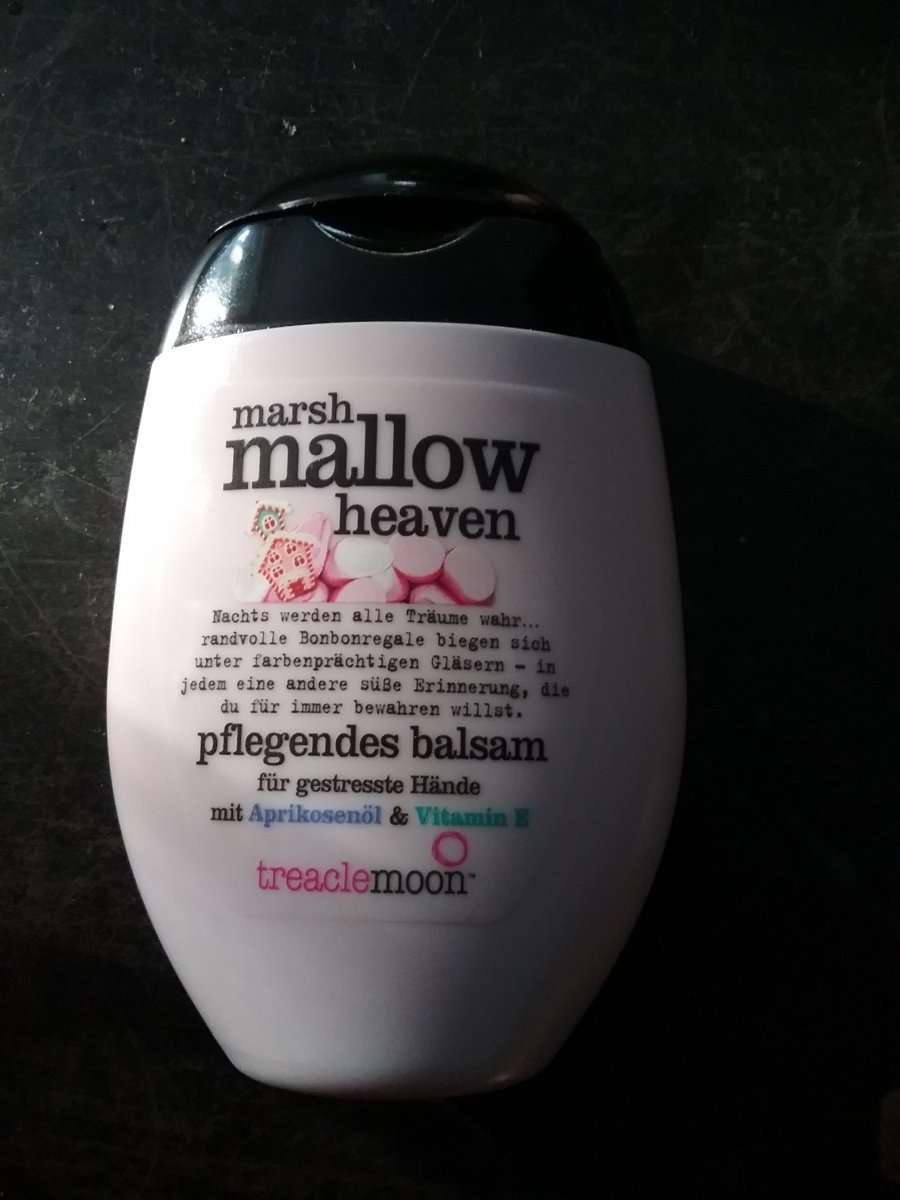 marsh
mallow
heaven
Nachts werden alle Träume wahr...
randvolle Bonbonregale biegen sich
unter farbenprächtigen Gläsern – in
jedem eine andere süße Erinnerung, die
du für immer bewahren willst.
pflegendes balsam
für gestresste Hände
mit Aprikosenöl & Vitamin E
treaclemoon™